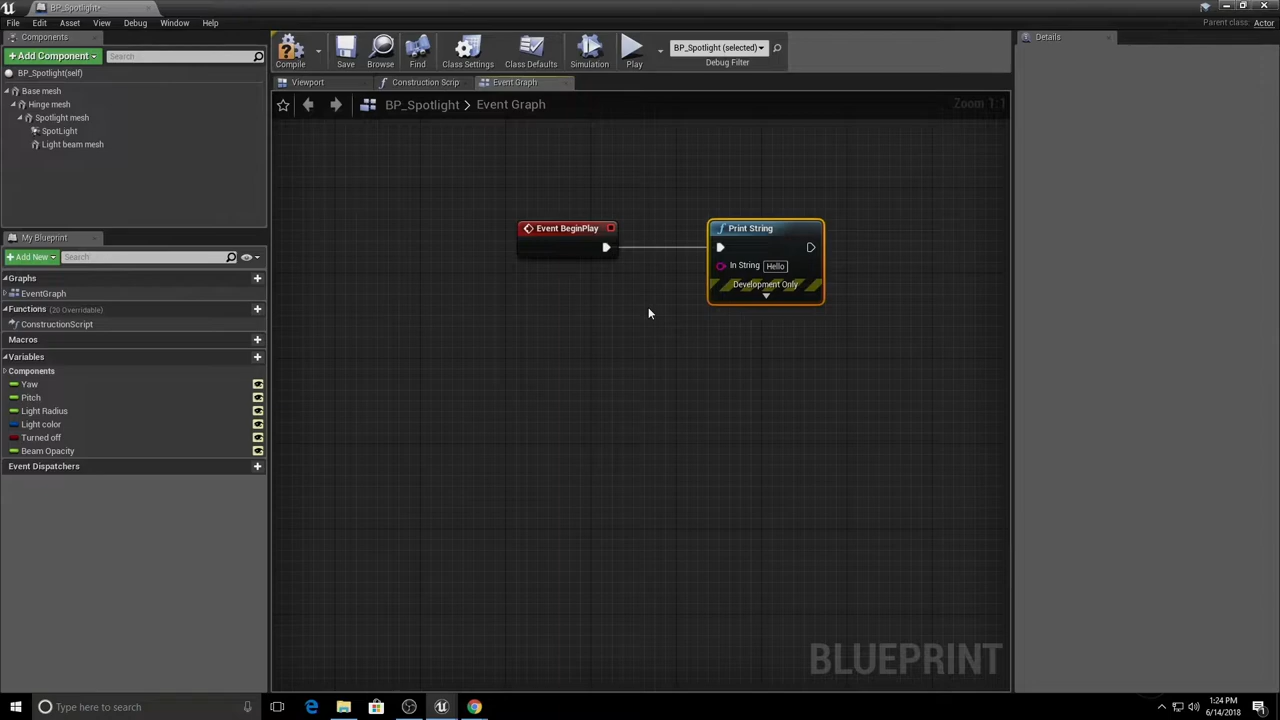 BP_Spotlight*
File Edit Asset View Debug Window Help
Parent class: Actor
Components
+Add Component
Search
BP_Spotlight(self)
Base mesh
Hinge mesh
Spotlight mesh
SpotLight
Light beam mesh
My Blueprint
+Add New
Search
Graphs
EventGraph
Functions (20 Overridable)
ConstructionScript
Macros
Variables
Components
Yaw
Pitch
Light Radius
Light color
Turned off
Beam Opacity
Event Dispatchers
Compile Save Browse Find Class Settings Class Defaults Simulation Play
BP_Spotlight (selected)
Debug Filter
Viewport Construction Scrip Event Graph
BP_Spotlight > Event Graph
Zoom 1:1
Event BeginPlay
Print String
In String Hello
Development Only
BLUEPRINT
Details
Type here to search
1:24 PM
6/14/2018